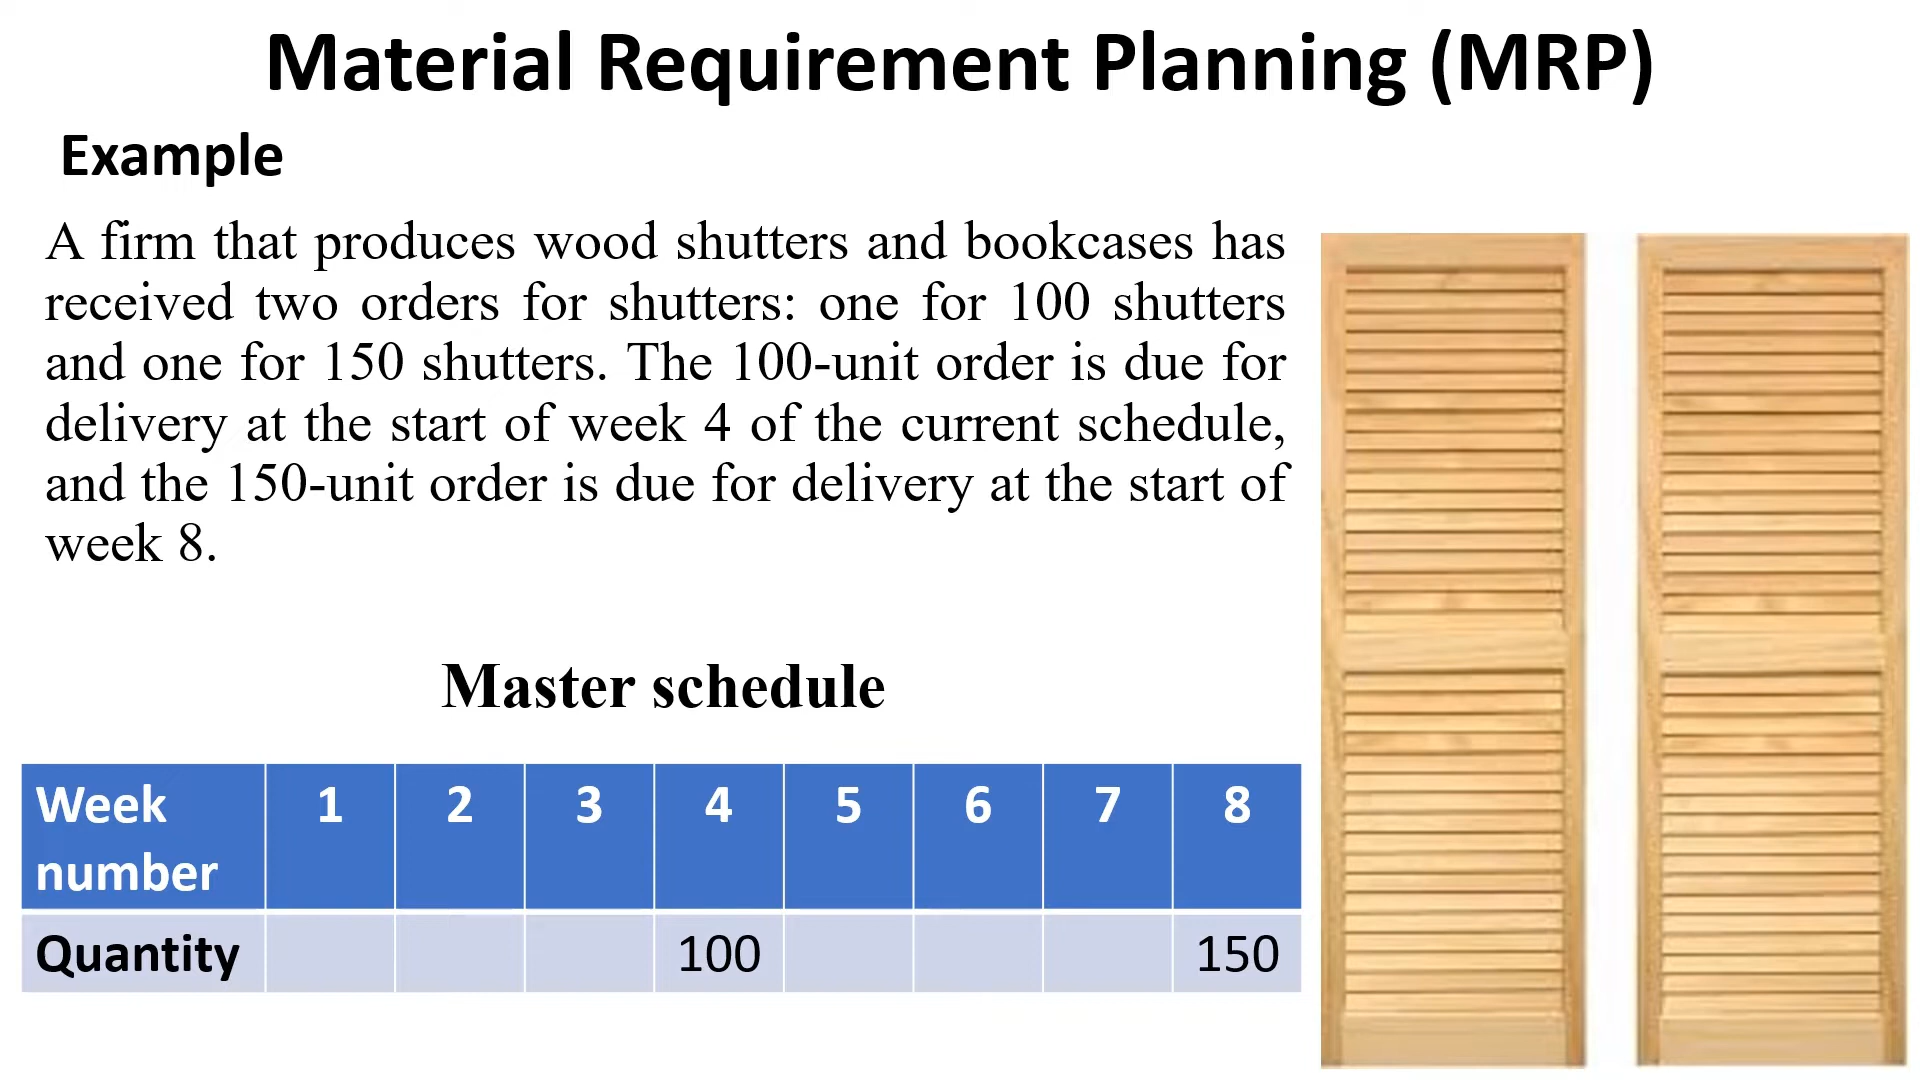 Material Requirement Planning (MRP)
Example
A firm that produces wood shutters and bookcases has
received two orders for shutters: one for 100 shutters
and one for 150 shutters. The 100-unit order is due for
delivery at the start of week 4 of the current schedule,
and the 150-unit order is due for delivery at the start of
week 8.
Master schedule
Week number 1 2 3 4 5 6 7 8
Quantity 100 150